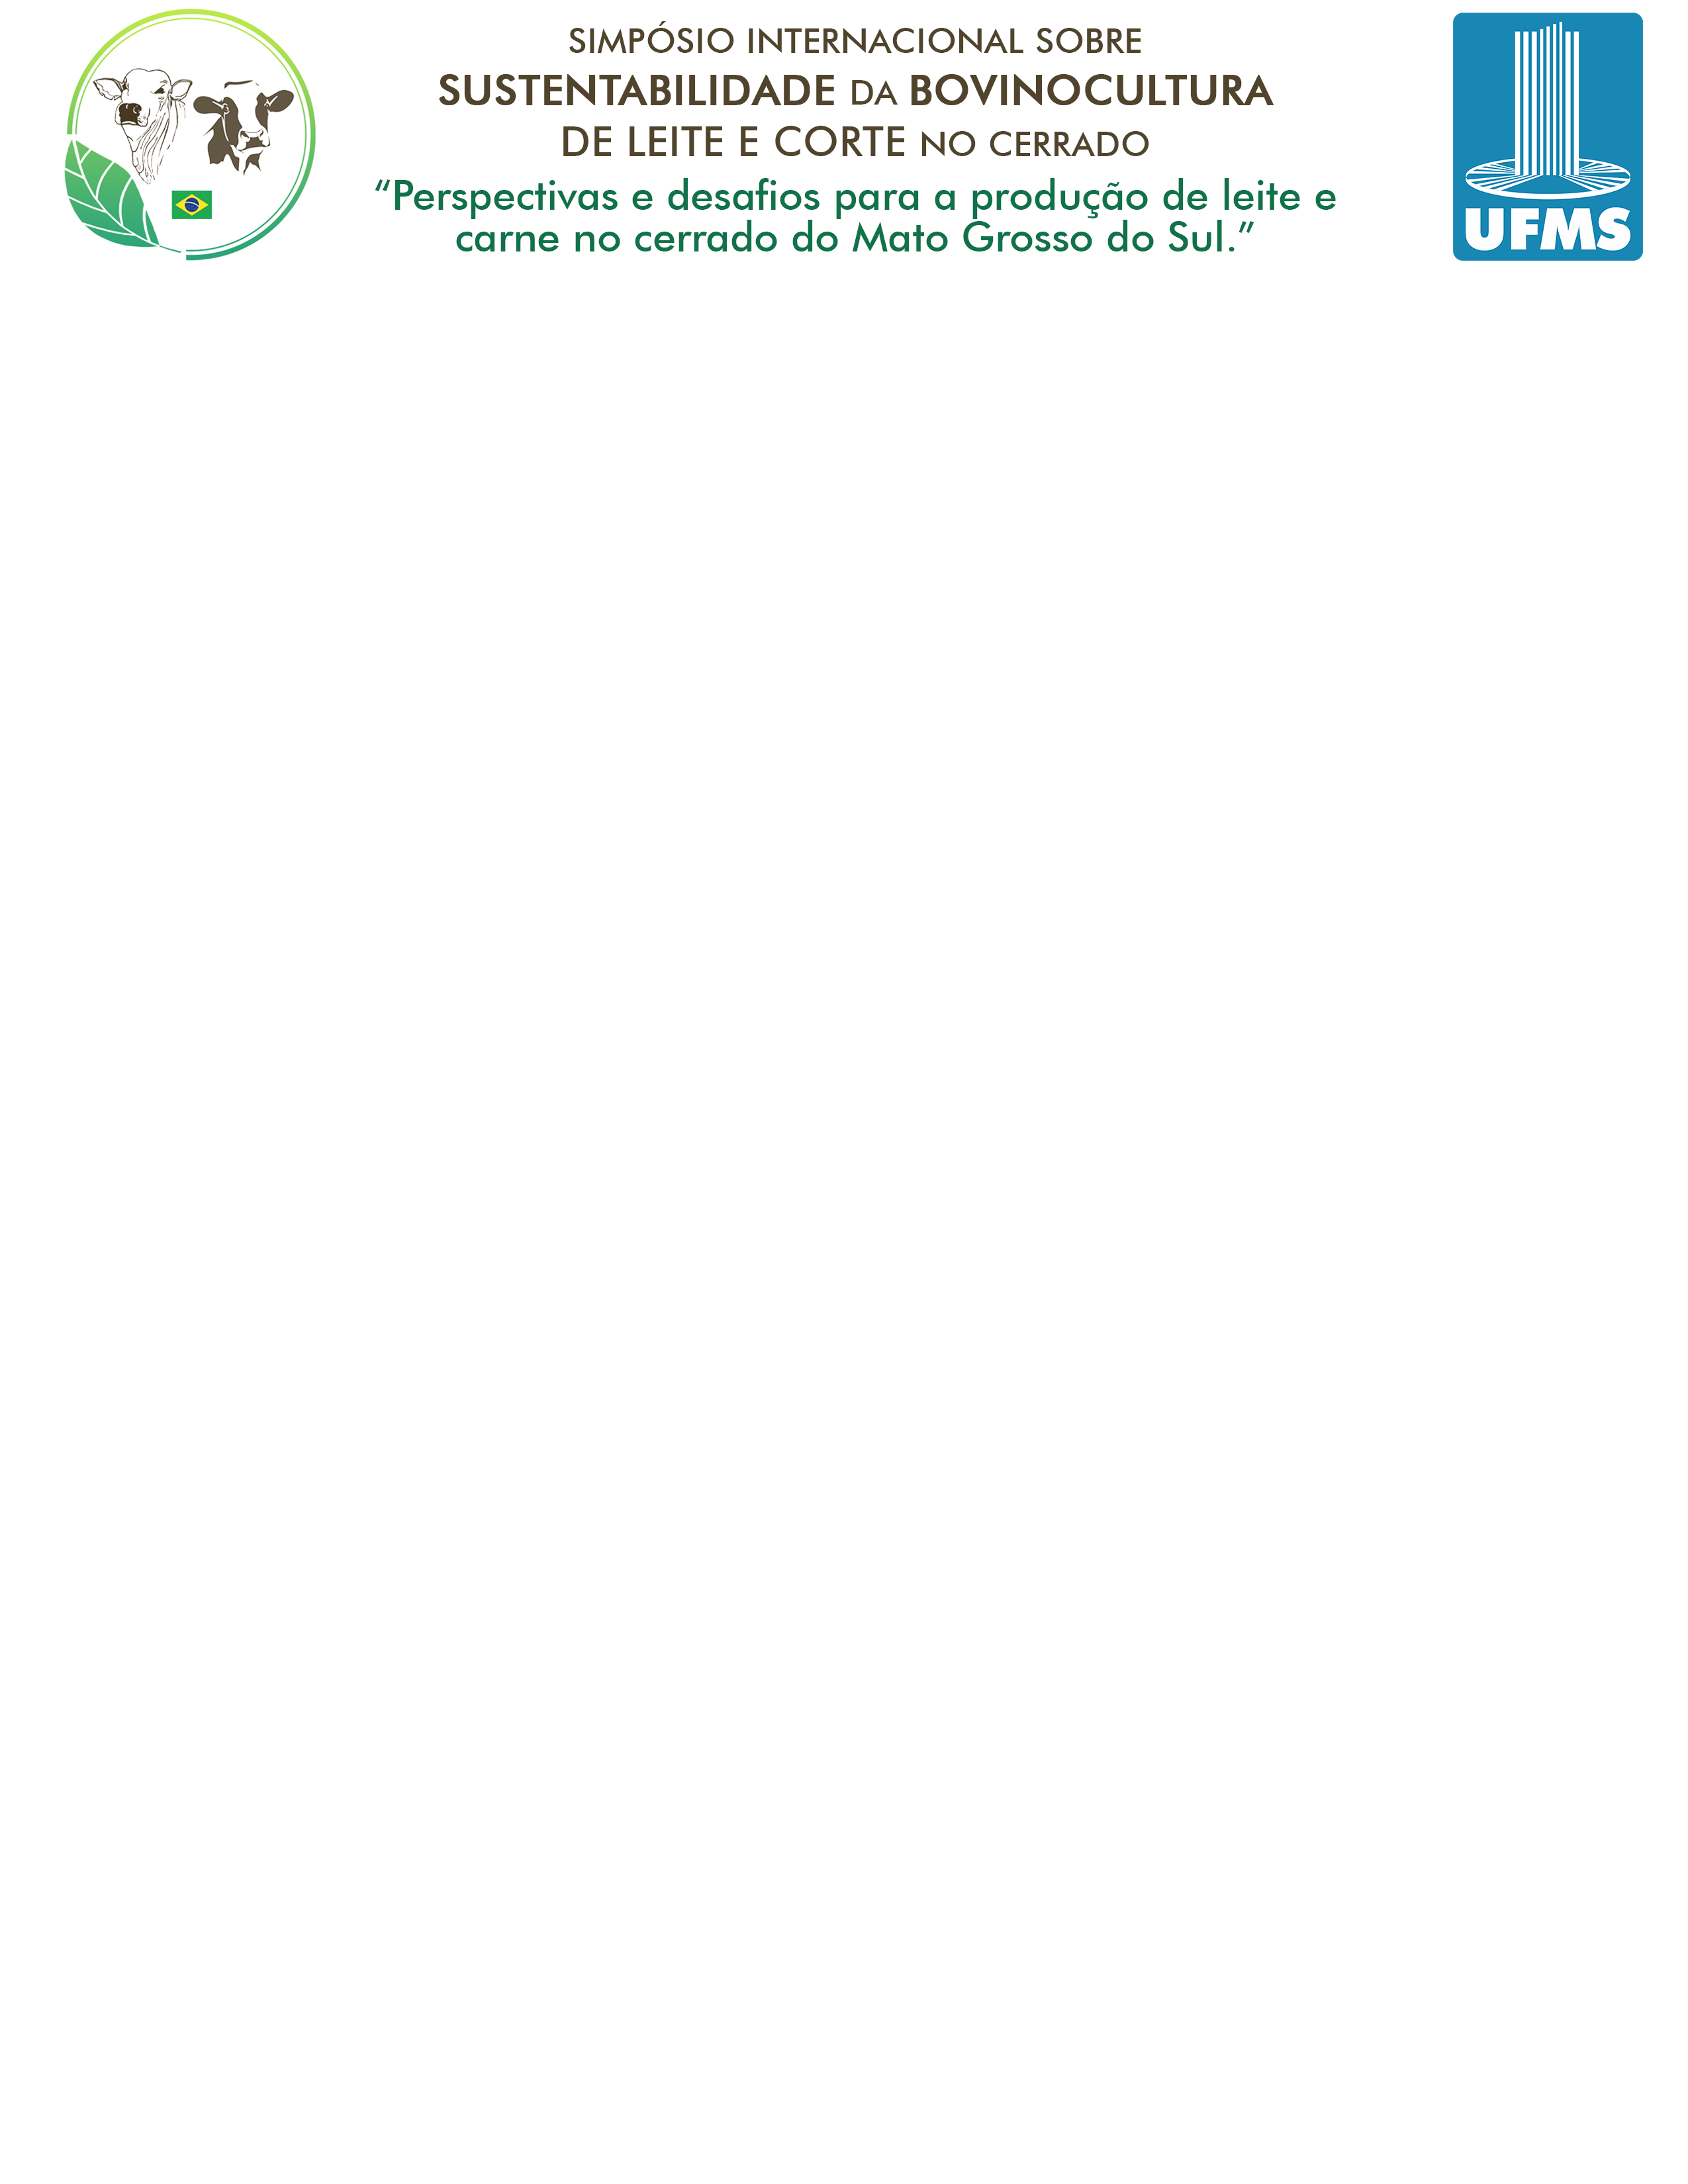 SIMPÓSIO INTERNACIONAL SOBRE
SUSTENTABILIDADE DA BOVINOCULTURA
DE LEITE E CORTE NO CERRADO
“Perspectivas e desafios para a produção de leite e
carne no cerrado do Mato Grosso do Sul.”
UFMS